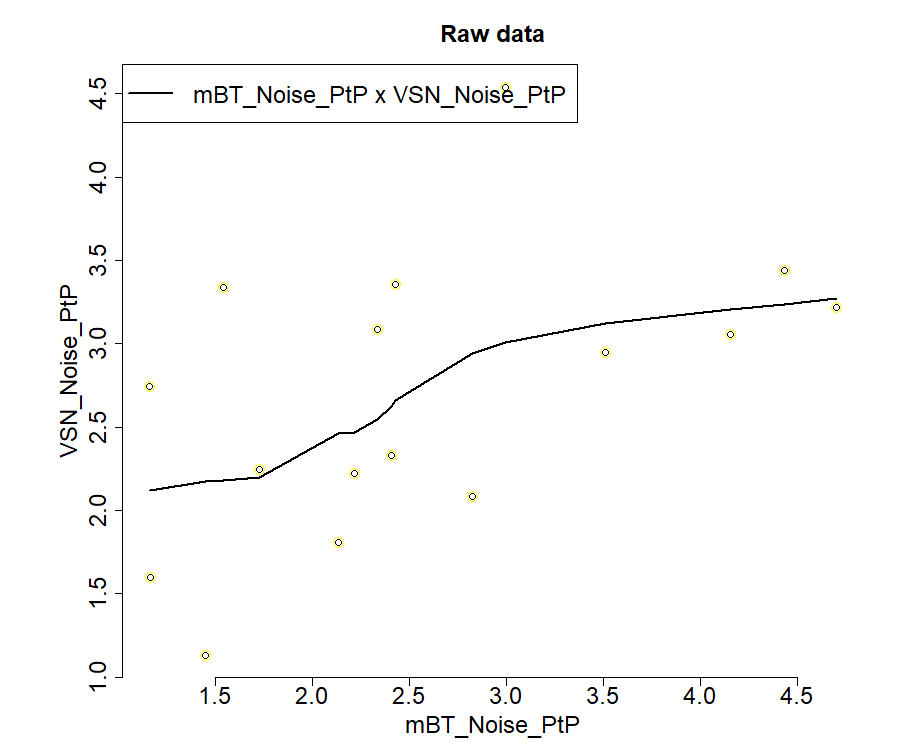 Raw data
mBT_Noise_PtP x VSN_Noise_PtP
4.5
4.0
3.5
3.0
2.5
2.0
1.5
1.0
VSN_Noise_PtP
1.5 2.0 2.5 3.0 3.5 4.0 4.5
mBT_Noise_PtP